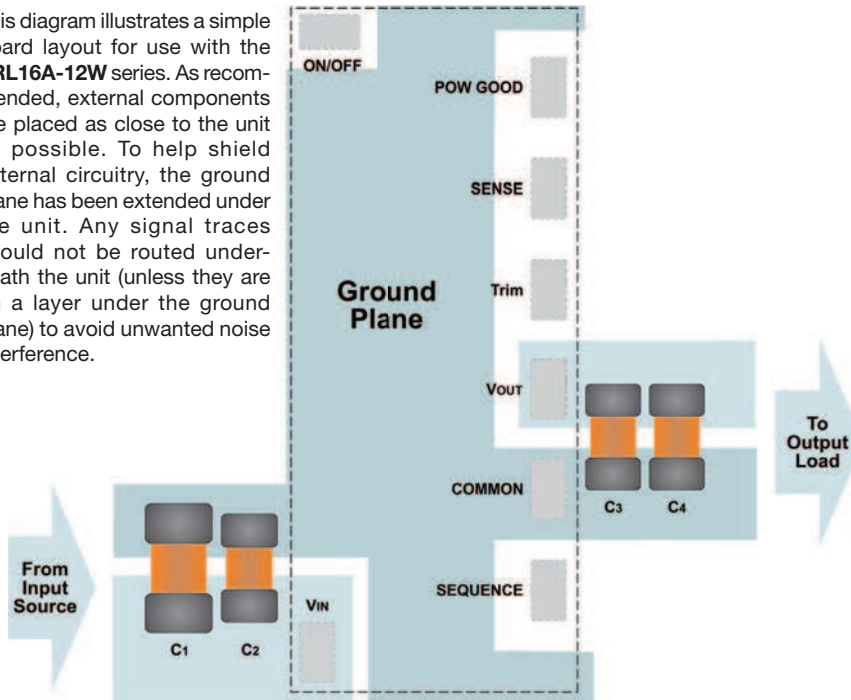 is diagram illustrates a simple
ard layout for use with the
RL16A-12W series. As recom-
ended, external components
e placed as close to the unit
possible. To help shield
ternal circuitry, the ground
ane has been extended under
e unit. Any signal traces
ould not be routed under-
ath the unit (unless they are
a layer under the ground
ane) to avoid unwanted noise
erference.
ON/OFF
POW GOOD
SENSE
Trim
Ground
Plane
VOUT
COMMON
SEQUENCE
VIN
From
Input
Source
C1
C2
C3
C4
To
Output
Load